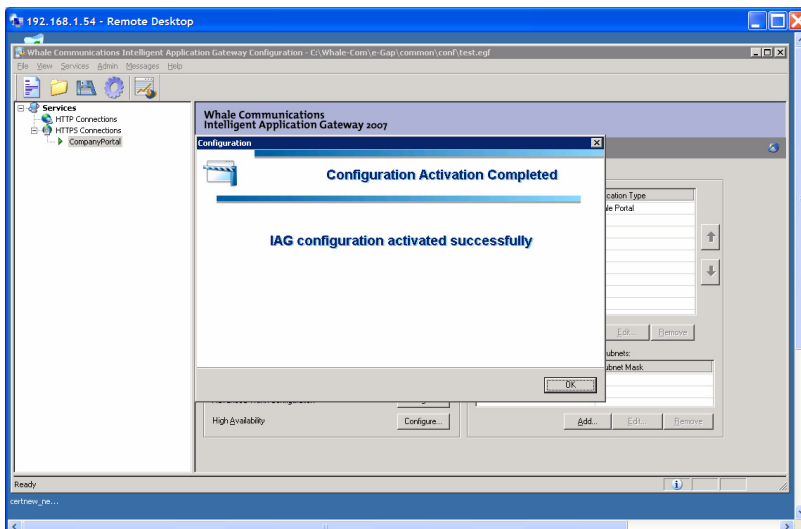 192.168.1.54 - Remote Desktop
Whale Communications Intelligent Application Gateway Configuration - C:\Whale-Com\e-Gap\common\conf\test.egf
File View Services Admin Messages Help
Services
HTTP Connections
HTTPS Connections
CompanyPortal
Whale Communications
Intelligent Application Gateway 2007
Configuration
Configuration Activation Completed
IAG configuration activated successfully
OK
cation Type
le Portal
Edit... Remove
ubnets:
ubnet Mask
High Availability
Configure...
Add... Edit... Remove
Ready
certnew_ne...